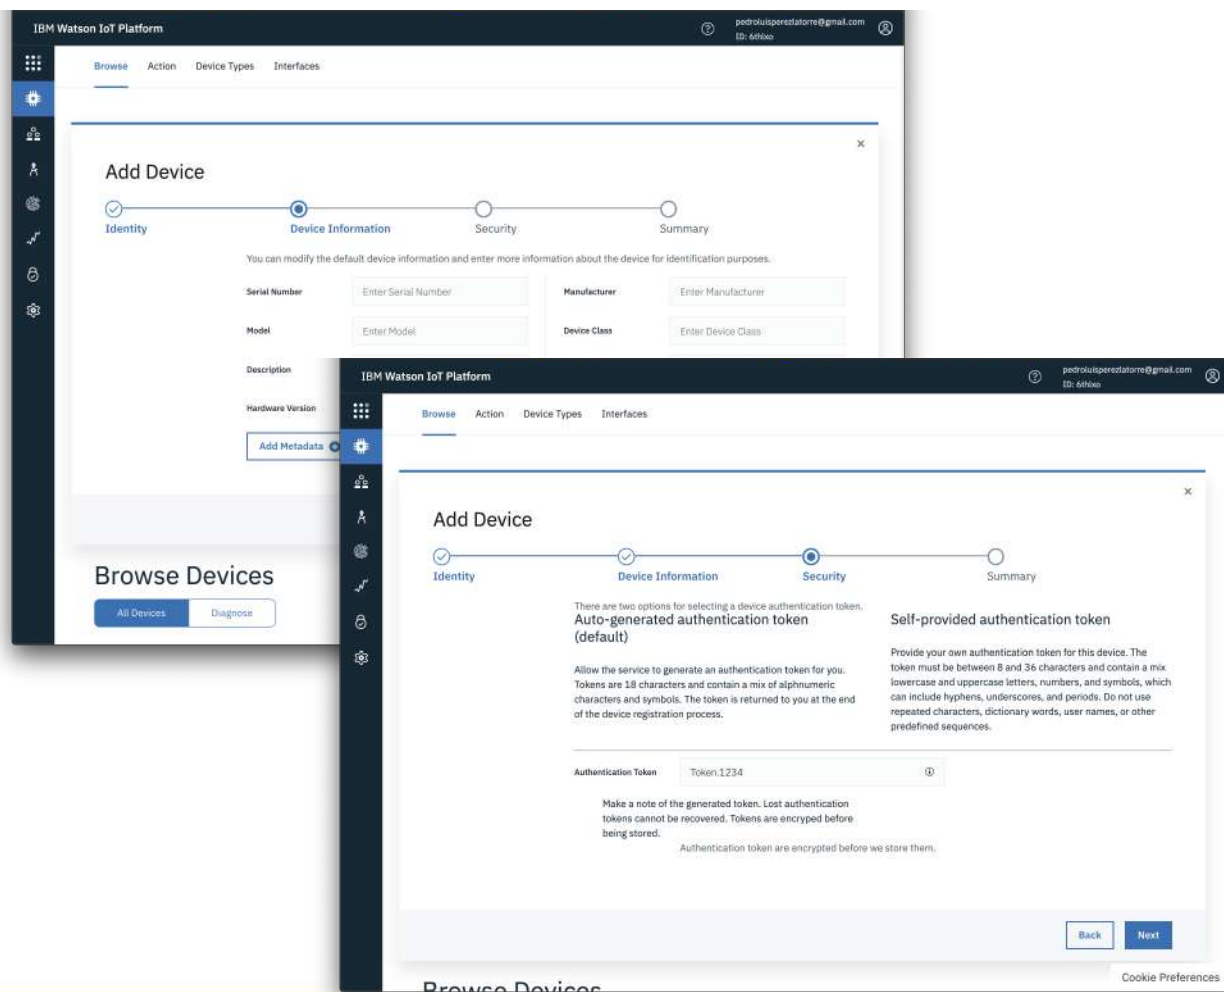 IBM Watson IoT Platform
pedroluisperezlatorre@gmail.com
ID: 6thlxo
Browse Action Device Types Interfaces
Add Device
Identity Device Information Security Summary
You can modify the default device information and enter more information about the device for identification purposes.
Serial Number Enter Serial Number Manufacturer Enter Manufacturer
Model Enter Model Device Class Enter Device Class
Description
Hardware Version
Add Metadata
Browse Devices
All Devices Diagnose
IBM Watson IoT Platform
pedroluisperezlatorre@gmail.com
ID: 6thlxo
Browse Action Device Types Interfaces
Add Device
Identity Device Information Security Summary
There are two options for selecting a device authentication token.
Auto-generated authentication token
(default)
Allow the service to generate an authentication token for you.
Tokens are 18 characters and contain a mix of alphnumeric
characters and symbols. The token is returned to you at the end
of the device registration process.
Self-provided authentication token
Provide your own authentication token for this device. The
token must be between 8 and 36 characters and contain a mix
lowercase and uppercase letters, numbers, and symbols, which
can include hyphens, underscores, and periods. Do not use
repeated characters, dictionary words, user names, or other
predefined sequences.
Authentication Token Token.1234
Make a note of the generated token. Lost authentication
tokens cannot be recovered. Tokens are encryped before
being stored.
Authentication token are encrypted before we store them.
Back Next
Cookie Preferences
Browse Devices